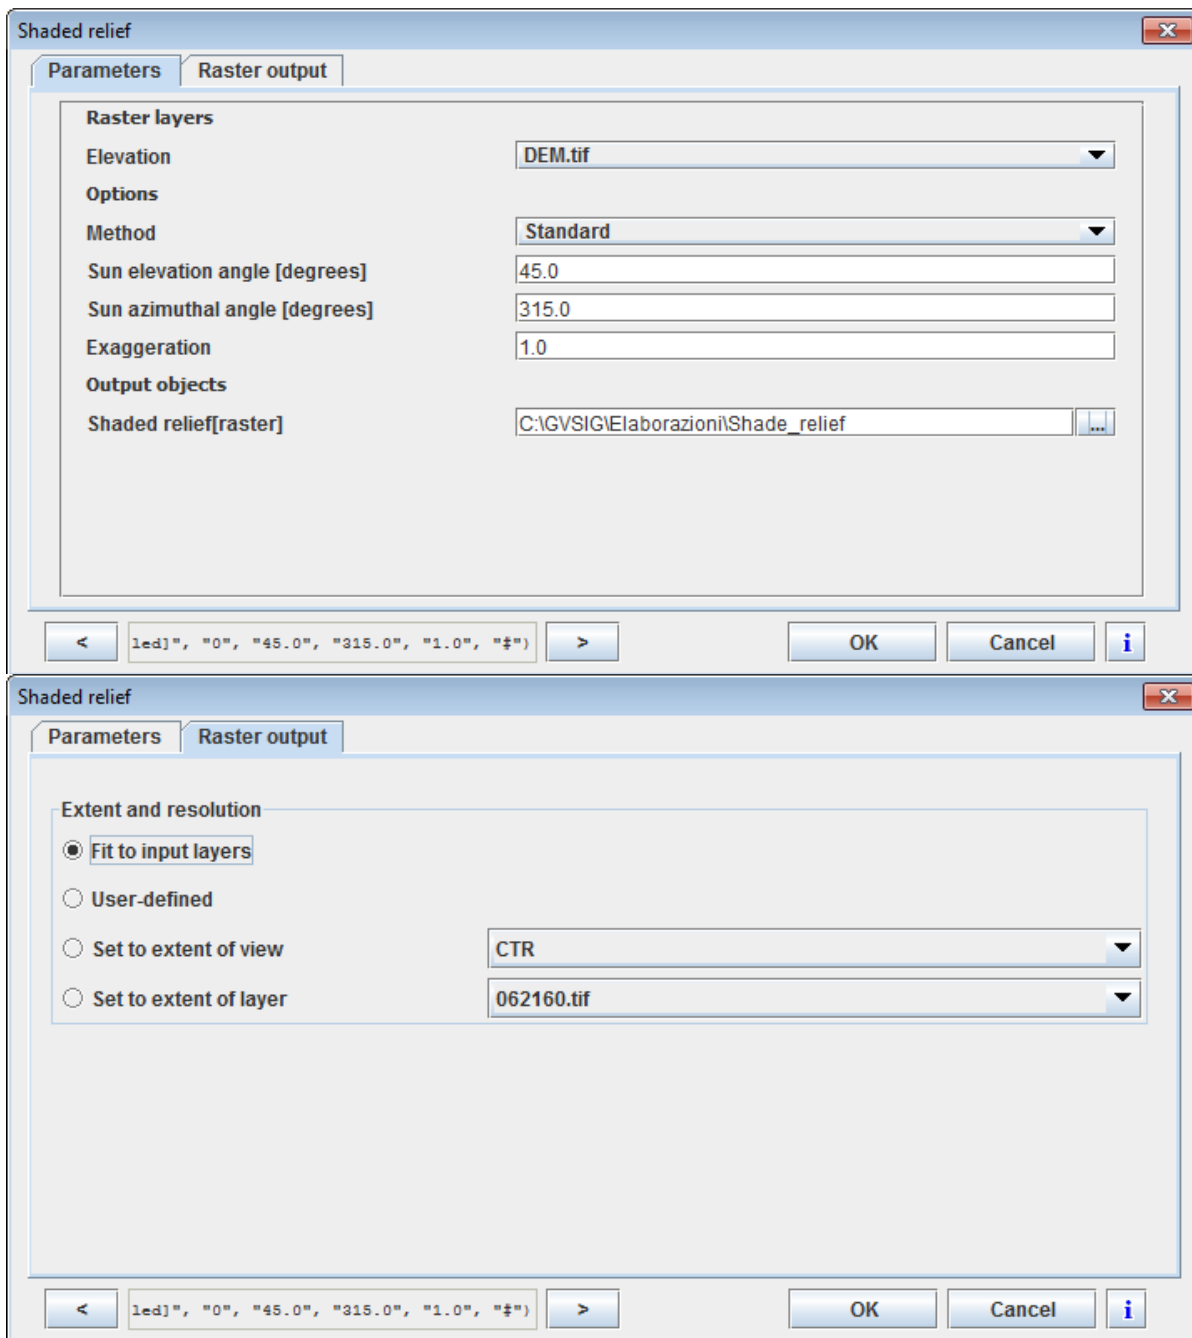 Shaded relief
Parameters Raster output
Raster layers
Elevation DEM.tif
Options
Method Standard
Sun elevation angle [degrees] 45.0
Sun azimuthal angle [degrees] 315.0
Exaggeration 1.0
Output objects
Shaded relief[raster] C:\GVSIG\Elaborazioni\Shade_relief ...
< led]", "0", "45.0", "315.0", "1.0", "‡") > OK Cancel i
Shaded relief
Parameters Raster output
Extent and resolution
Fit to input layers
User-defined
Set to extent of view CTR
Set to extent of layer 062160.tif
< led]", "0", "45.0", "315.0", "1.0", "‡") > OK Cancel i